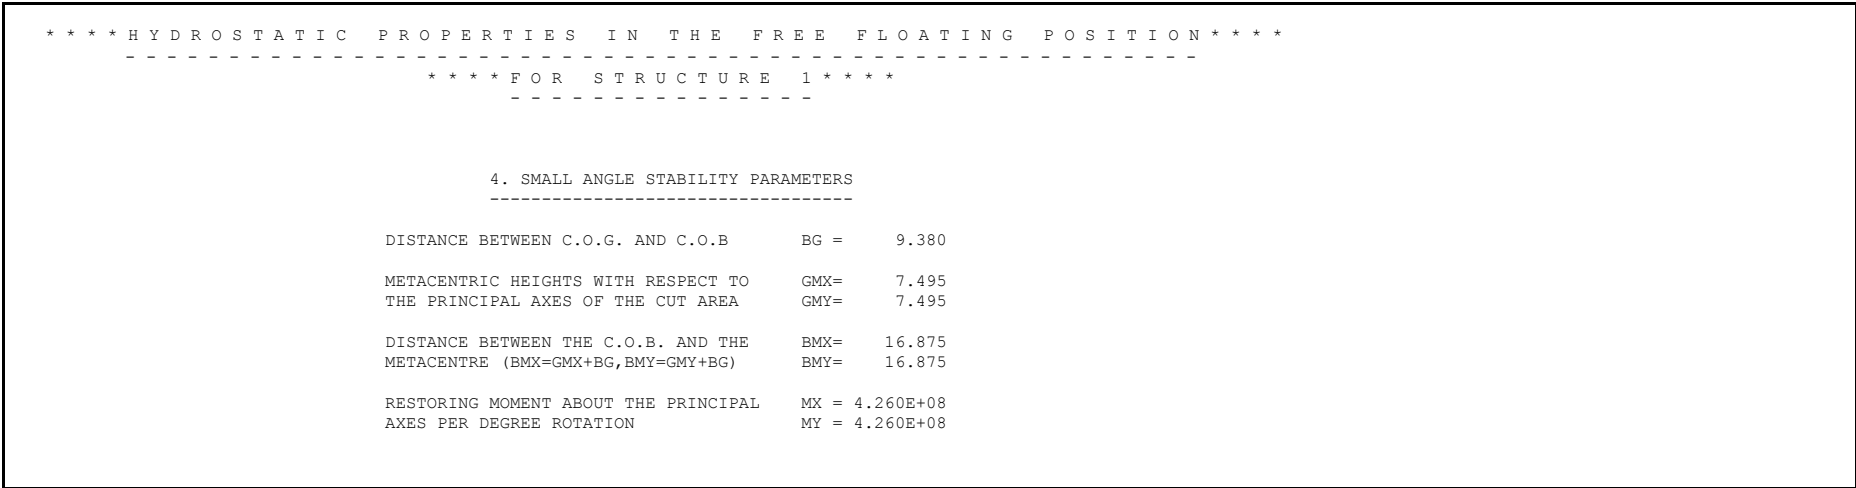 * * * * H Y D R O S T A T I C   P R O P E R T I E S   I N   T H E   F R E E   F L O A T I N G   P O S I T I O N * * * *
- - - - - - - - - - - - - - - - - - - - - - - - - - - - - - - - - - - - - - - - - - - - - - - - - - - -
* * * * F O R   S T R U C T U R E   1 * * * *
- - - - - - - - - - - - - - -
4. SMALL ANGLE STABILITY PARAMETERS
-----------------------------------
DISTANCE BETWEEN C.O.G. AND C.O.B       BG =     9.380
METACENTRIC HEIGHTS WITH RESPECT TO     GMX=     7.495
THE PRINCIPAL AXES OF THE CUT AREA      GMY=     7.495
DISTANCE BETWEEN THE C.O.B. AND THE     BMX=    16.875
METACENTRE (BMX=GMX+BG,BMY=GMY+BG)      BMY=    16.875
RESTORING MOMENT ABOUT THE PRINCIPAL    MX = 4.260E+08
AXES PER DEGREE ROTATION                MY = 4.260E+08